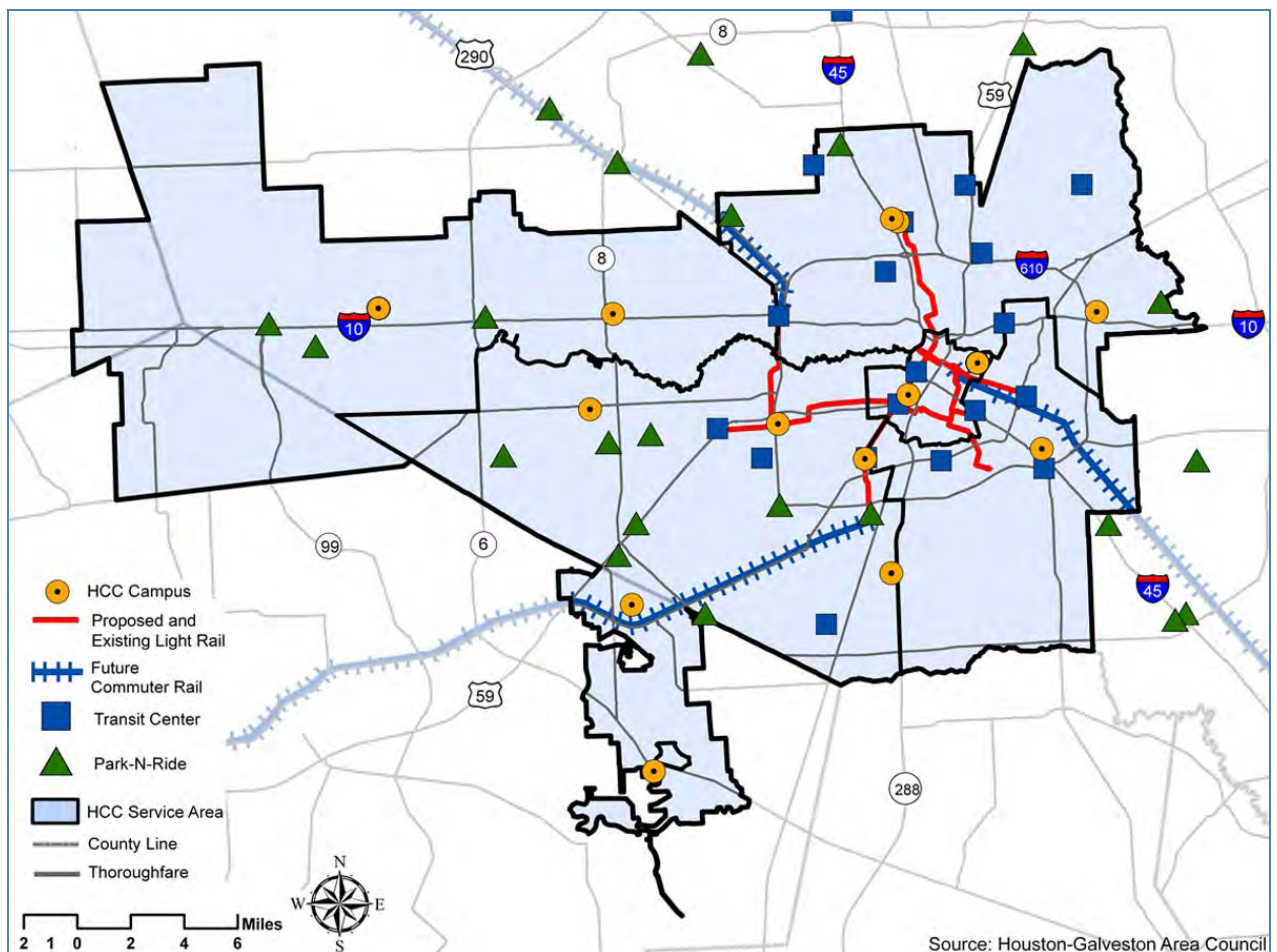 8
290
45
59
8
610
10
10
99
6
45
59
288
HCC Campus
Proposed and
Existing Light Rail
Future
Commuter Rail
Transit Center
Park-N-Ride
HCC Service Area
County Line
Thoroughfare
N
W E
S
Miles
2 1 0 2 4 6
Source: Houston-Galveston Area Council